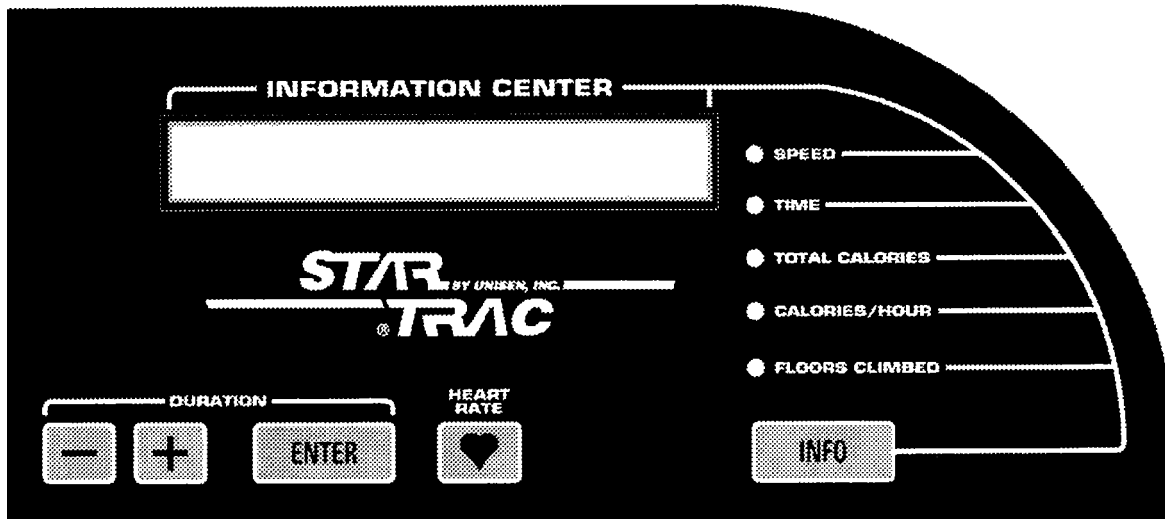 INFORMATION CENTER
SPEED
TIME
TOTAL CALORIES
CALORIES/HOUR
FLOORS CLIMBED
STAR BY UNISEN, INC.
® TRAC
DURATION
HEART
RATE
− + ENTER INFO